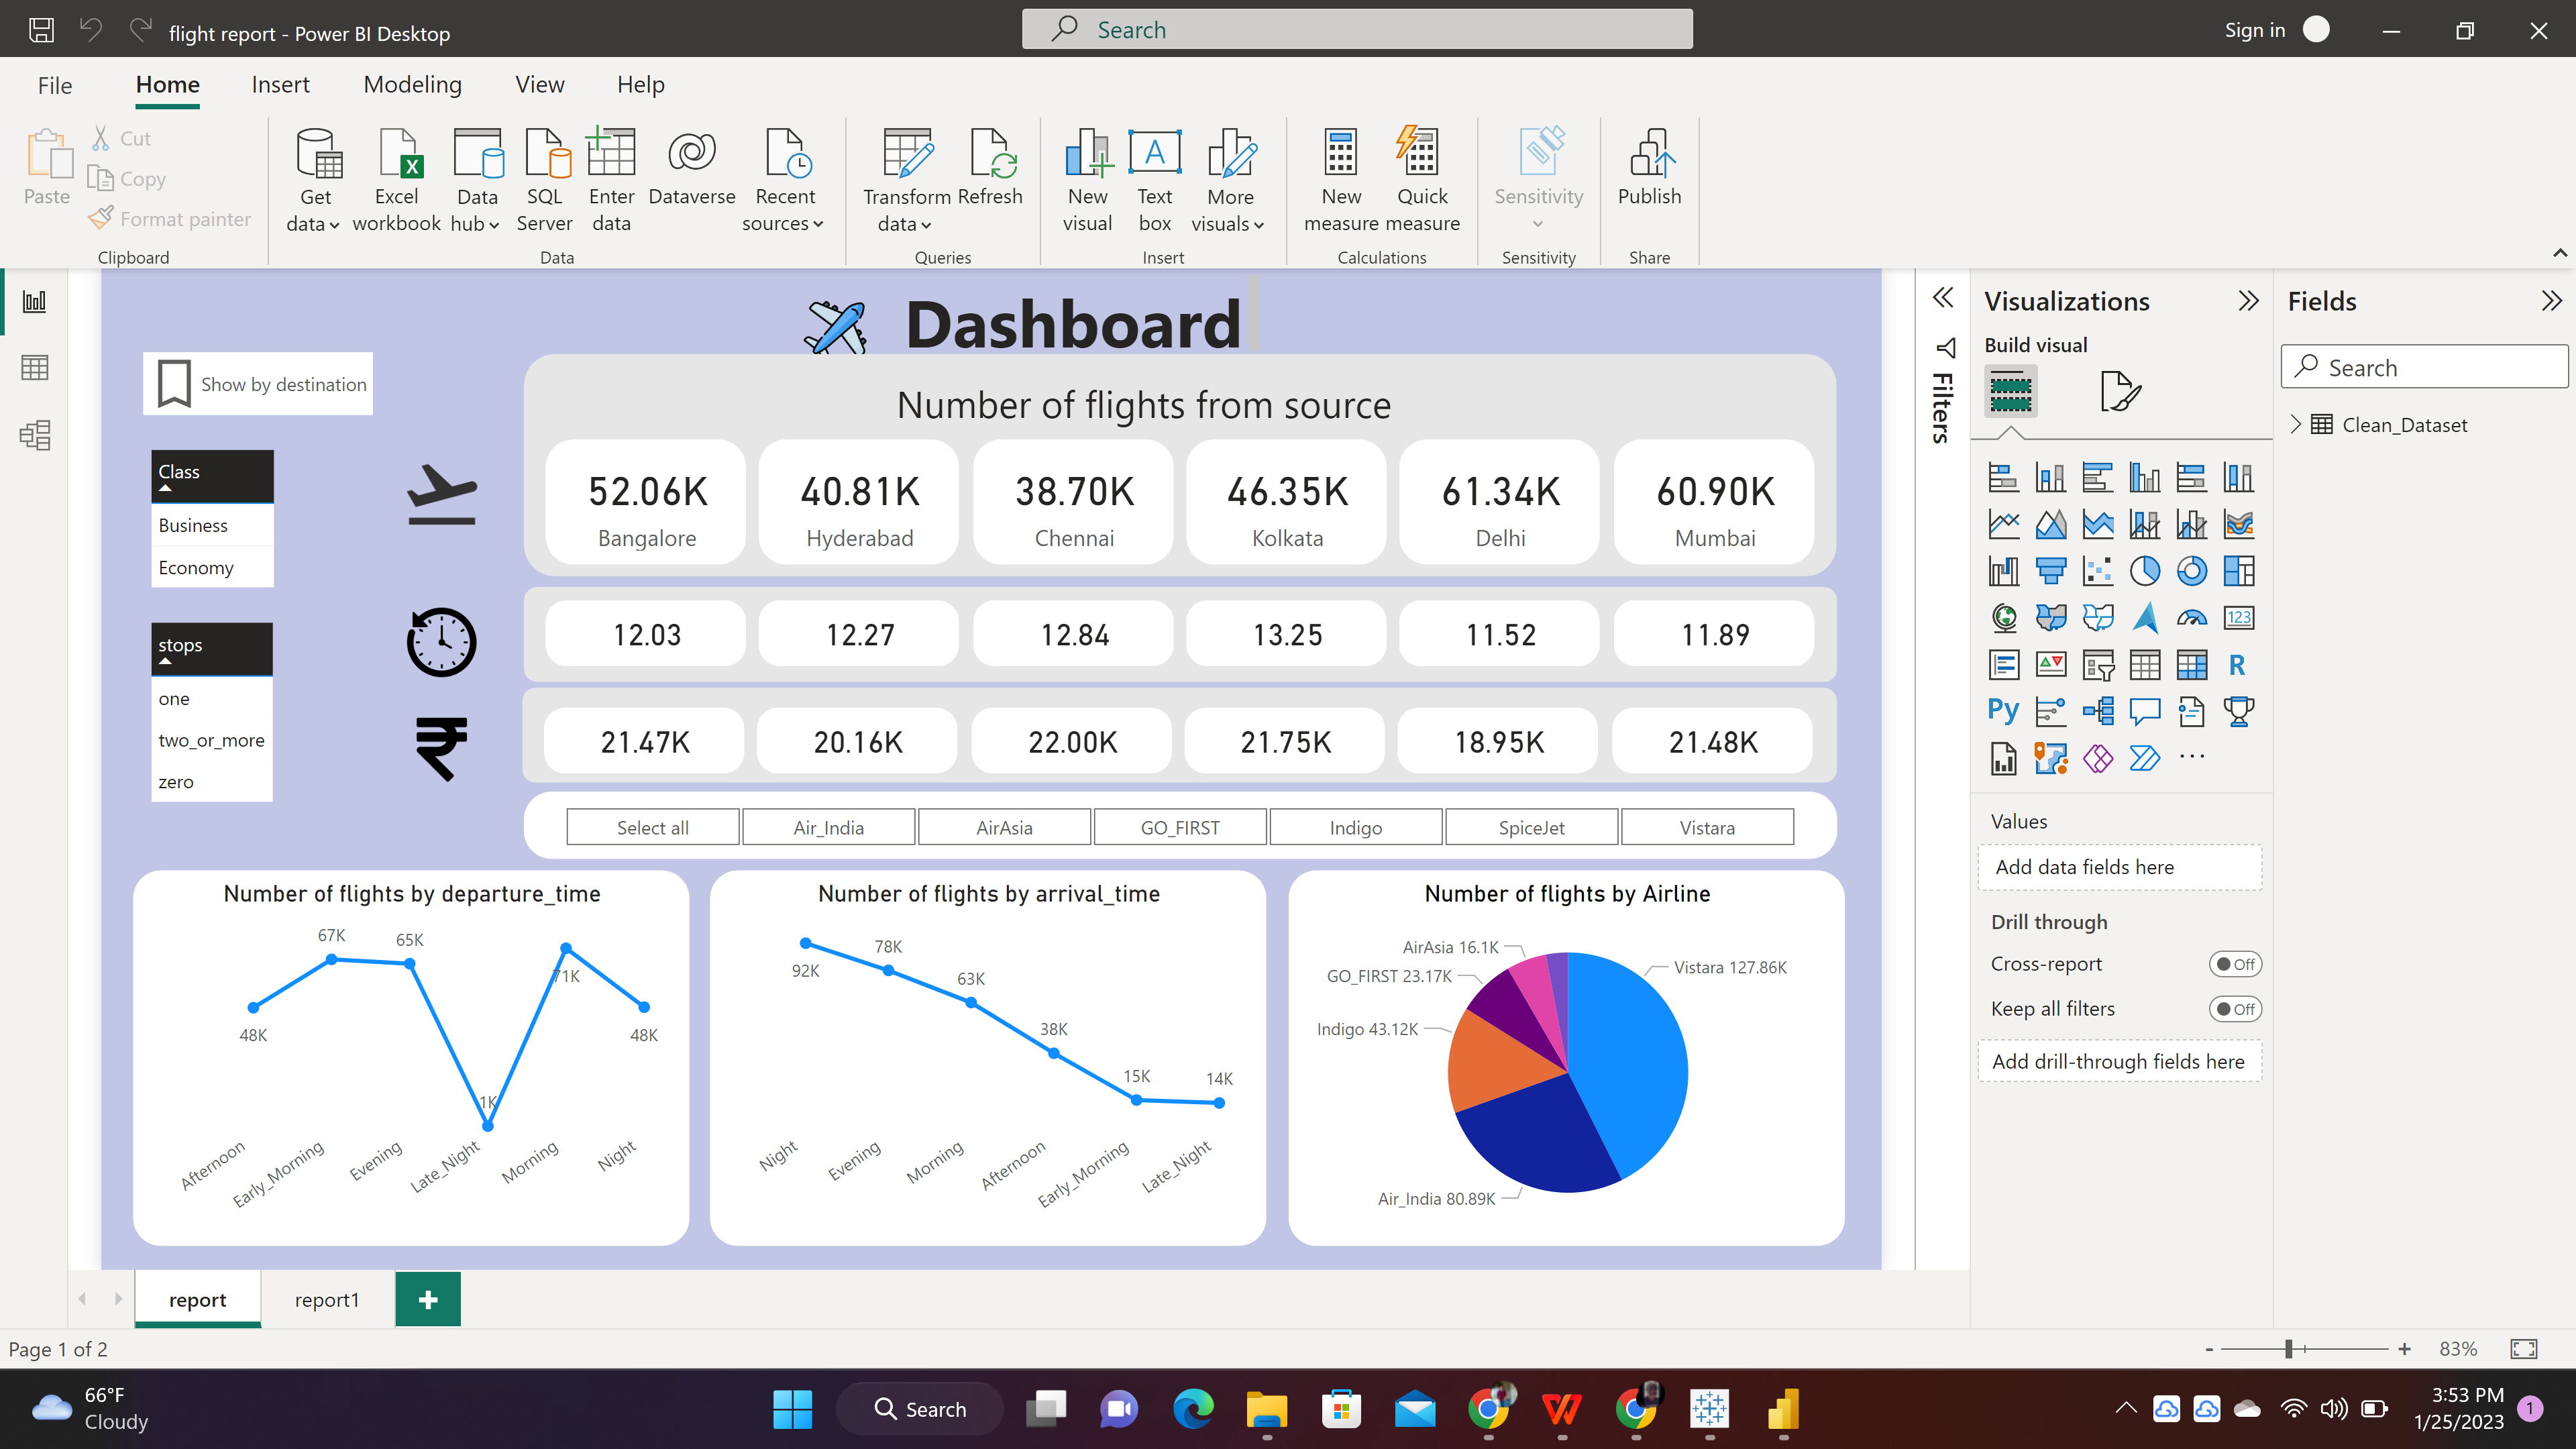 flight report - Power BI Desktop
Search
Sign in
File Home Insert Modeling View Help
Paste
Cut
Copy
Format painter
Clipboard
Get data
Excel workbook
Data hub
SQL Server
Enter data
Dataverse
Recent sources
Data
Transform data
Refresh
Queries
New visual
Text box
A
More visuals
Insert
New measure
Quick measure
Calculations
Sensitivity
Sensitivity
Publish
Share
Dashboard
Show by destination
Class
Business
Economy
stops
one
two_or_more
zero
Number of flights from source
52.06K 40.81K 38.70K 46.35K 61.34K 60.90K
Bangalore Hyderabad Chennai Kolkata Delhi Mumbai
12.03 12.27 12.84 13.25 11.52 11.89
₹
21.47K 20.16K 22.00K 21.75K 18.95K 21.48K
Select all Air_India AirAsia GO_FIRST Indigo SpiceJet Vistara
Number of flights by departure_time
67K
65K
71K
48K
48K
1K
Afternoon Early_Morning Evening Late_Night Morning Night
Number of flights by arrival_time
92K
78K
63K
38K
15K
14K
Night Evening Morning Afternoon Early_Morning Late_Night
Number of flights by Airline
AirAsia 16.1K
GO_FIRST 23.17K
Indigo 43.12K
Vistara 127.86K
Air_India 80.89K
Filters
Visualizations
Build visual
123
R
Py
Values
Add data fields here
Drill through
Cross-report
Off
Keep all filters
Off
Add drill-through fields here
Fields
Search
Clean_Dataset
report report1
Page 1 of 2
83%
66°F
Cloudy
Search
3:53 PM
1/25/2023
1